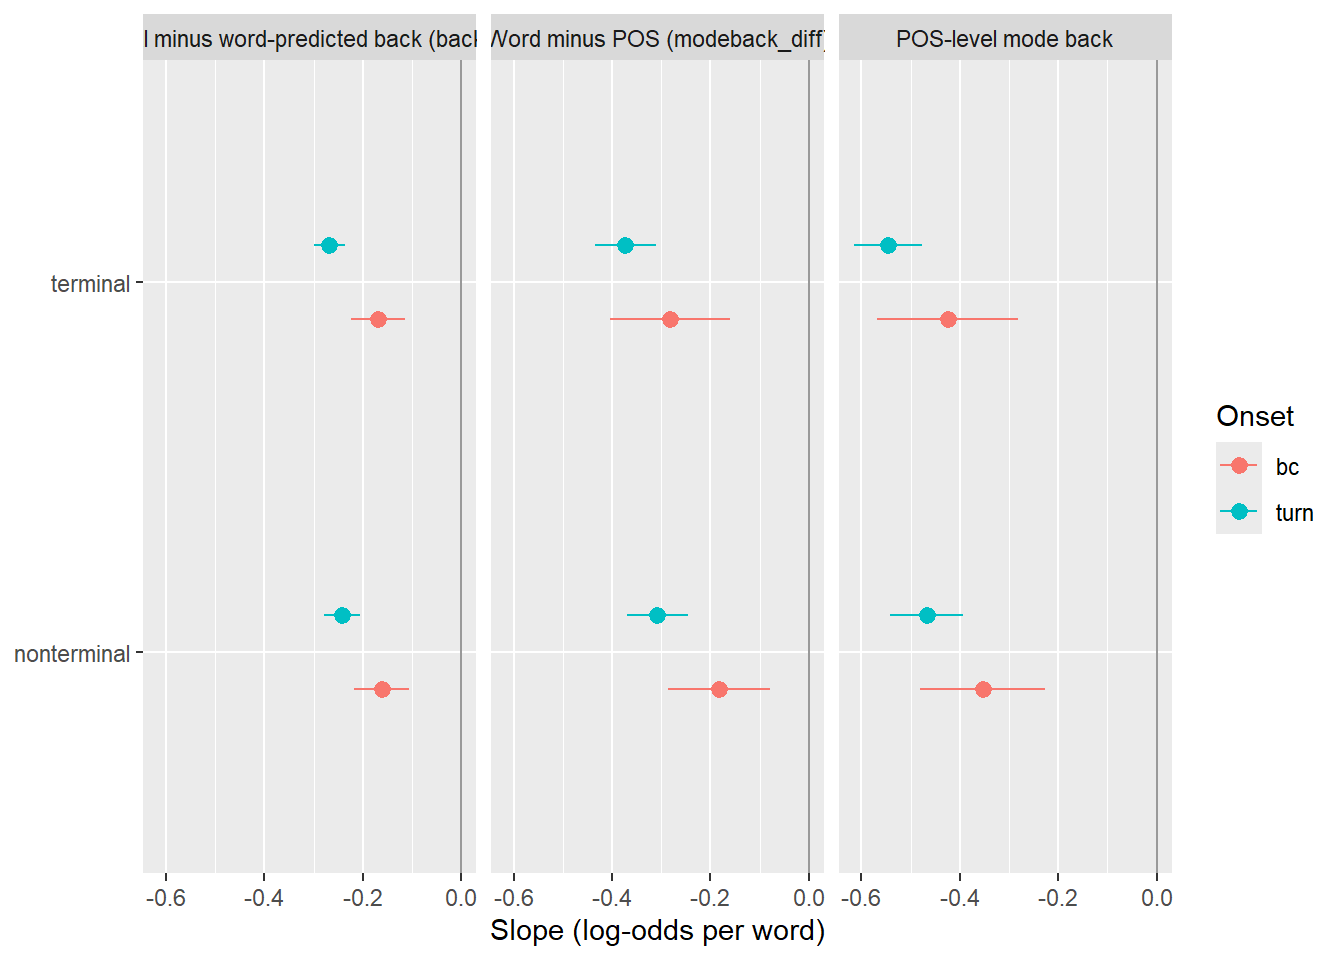 l minus word-predicted back (back
Word minus POS (modeback_diff)
POS-level mode back
terminal
nonterminal
-0.6 -0.4 -0.2 0.0
-0.6 -0.4 -0.2 0.0
-0.6 -0.4 -0.2 0.0
Slope (log-odds per word)
Onset
bc
turn